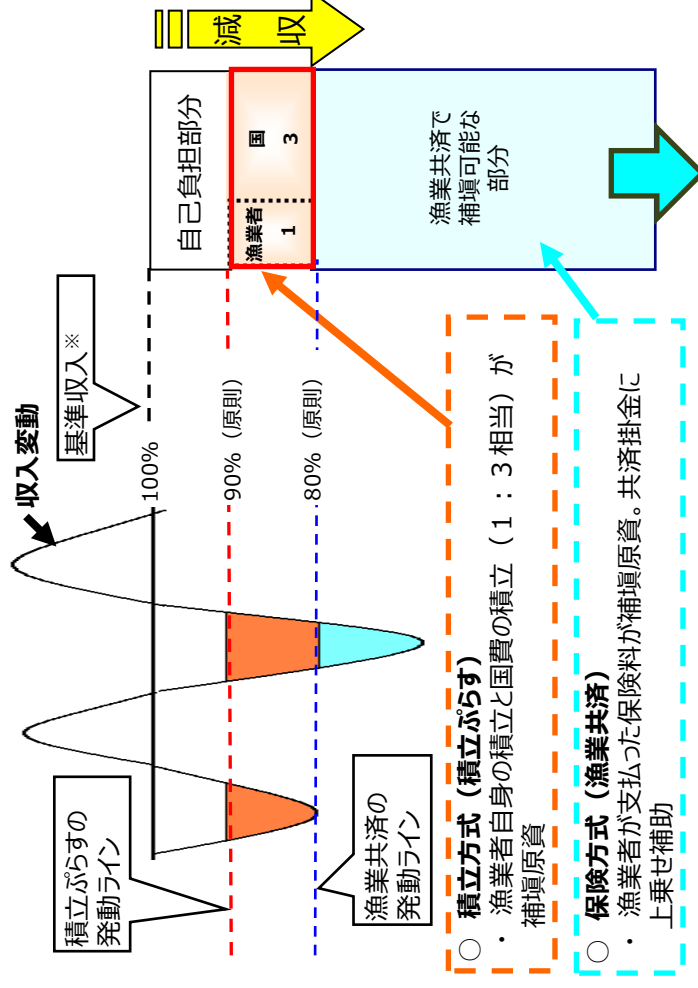 収入変動
基準収入※
100%
90%（原則）
80%（原則）
積立ぷらすの
発動ライン
漁業共済の
発動ライン
減収
自己負担部分
漁業者
1
国
3
漁業共済で
補塡可能な
部分
○ 積立方式（積立ぷらす）
・ 漁業者自身の積立と国費の積立（１：３相当）が
補塡原資
○ 保険方式（漁業共済）
・ 漁業者が支払った保険料が補塡原資。共済掛金に
上乗せ補助